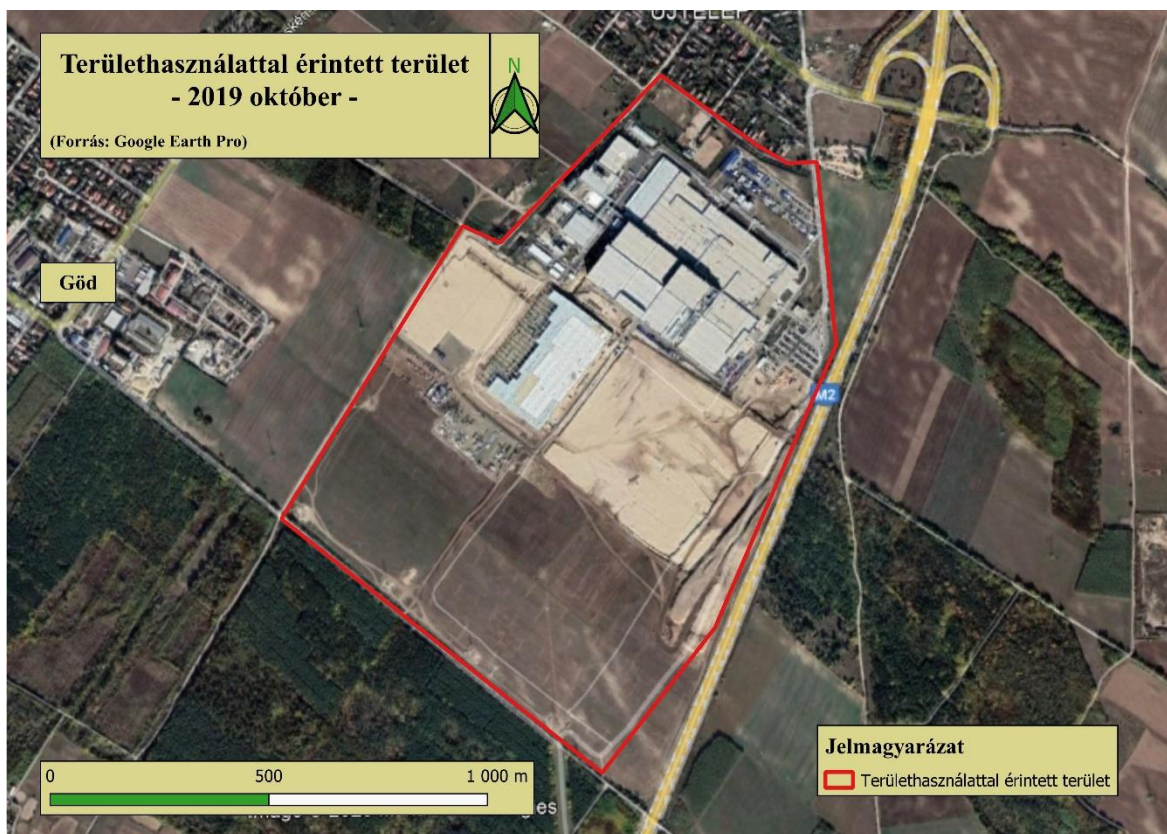 ÚJTELEP
Területhasználattal érintett terület
- 2019 október -
(Forrás: Google Earth Pro)
N
Göd
M2
Jelmagyarázat
Területhasználattal érintett terület
0 500 1 000 m